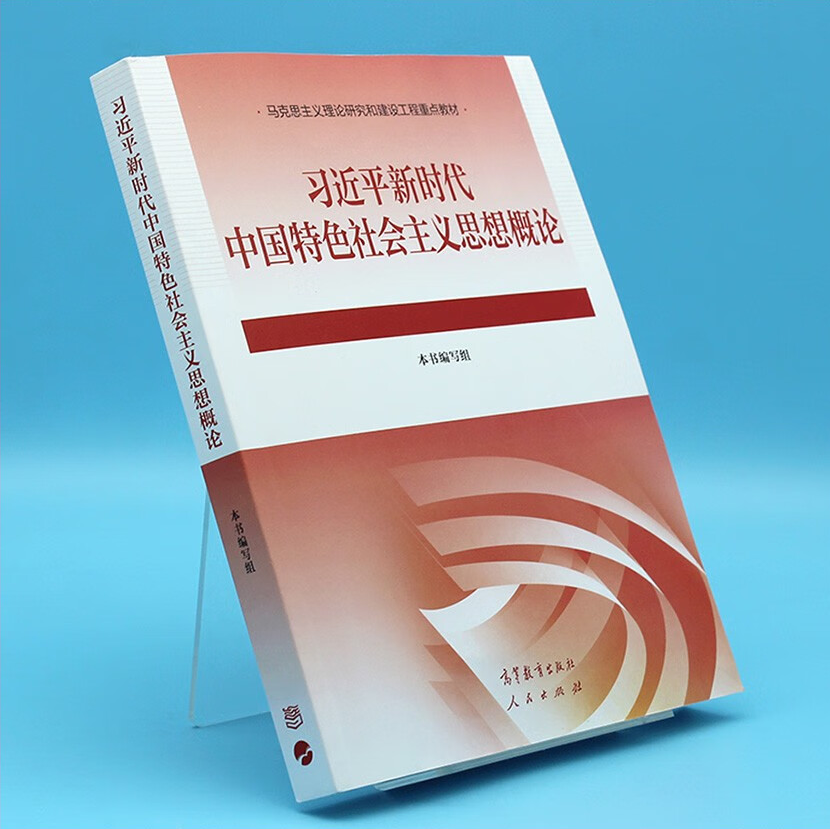 ·马克思主义理论研究和建设工程重点教材·
习近平新时代
中国特色社会主义思想概论
本书编写组
高等教育出版社
人民出版社
习近平新时代中国特色社会主义思想概论
本书编写组